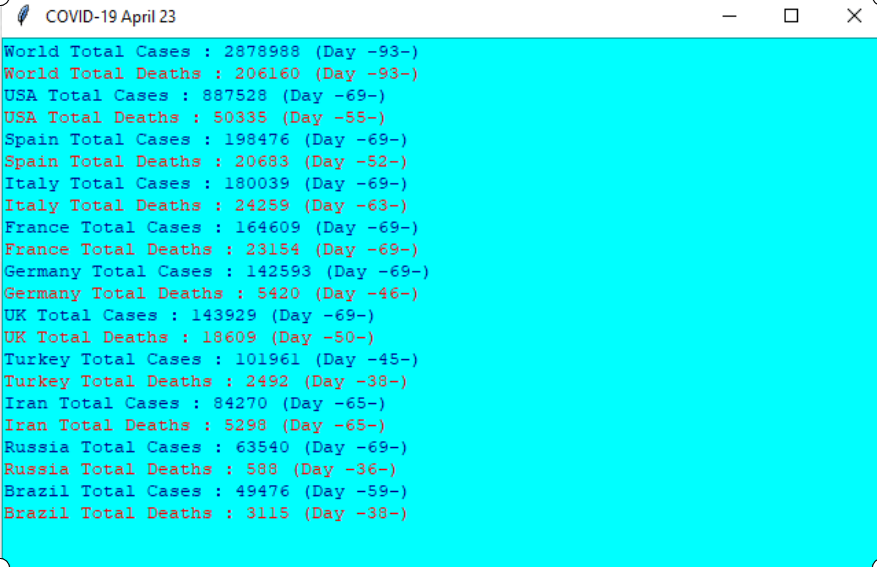 COVID-19 April 23
World Total Cases : 2878988 (Day -93-)
World Total Deaths : 206160 (Day -93-)
USA Total Cases : 887528 (Day -69-)
USA Total Deaths : 50335 (Day -55-)
Spain Total Cases : 198476 (Day -69-)
Spain Total Deaths : 20683 (Day -52-)
Italy Total Cases : 180039 (Day -69-)
Italy Total Deaths : 24259 (Day -63-)
France Total Cases : 164609 (Day -69-)
France Total Deaths : 23154 (Day -69-)
Germany Total Cases : 142593 (Day -69-)
Germany Total Deaths : 5420 (Day -46-)
UK Total Cases : 143929 (Day -69-)
UK Total Deaths : 18609 (Day -50-)
Turkey Total Cases : 101961 (Day -45-)
Turkey Total Deaths : 2492 (Day -38-)
Iran Total Cases : 84270 (Day -65-)
Iran Total Deaths : 5298 (Day -65-)
Russia Total Cases : 63540 (Day -69-)
Russia Total Deaths : 588 (Day -36-)
Brazil Total Cases : 49476 (Day -59-)
Brazil Total Deaths : 3115 (Day -38-)